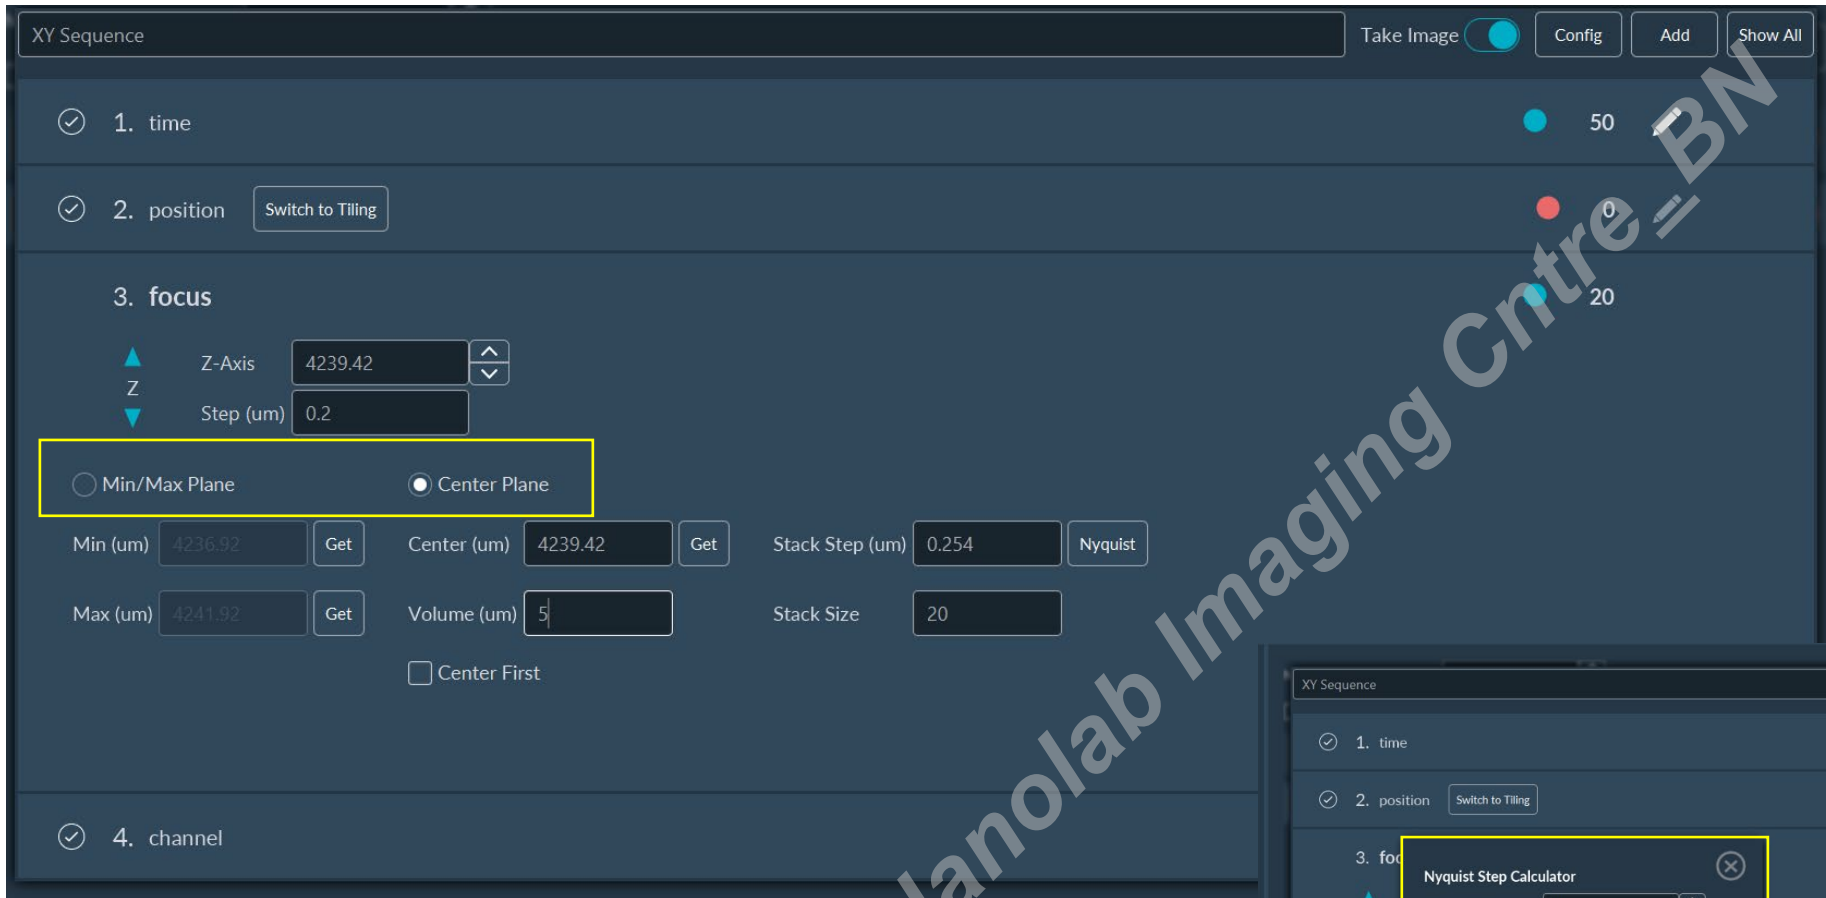 XY Sequence Take Image Config Add Show All
1. time 50
2. position Switch to Tiling 0
3. focus 20
Z-Axis 4239.42
Z
Step (um) 0.2
Min/Max Plane Center Plane
Min (um) 4236.92 Get Center (um) 4239.42 Get Stack Step (um) 0.254 Nyquist
Max (um) 4241.92 Get Volume (um) 5 Stack Size 20
Center First
4. channel
XY Sequence
1. time
2. position Switch to Tiling
3. foc
Nyquist Step Calculator
anolab Imaging Cntre_BN